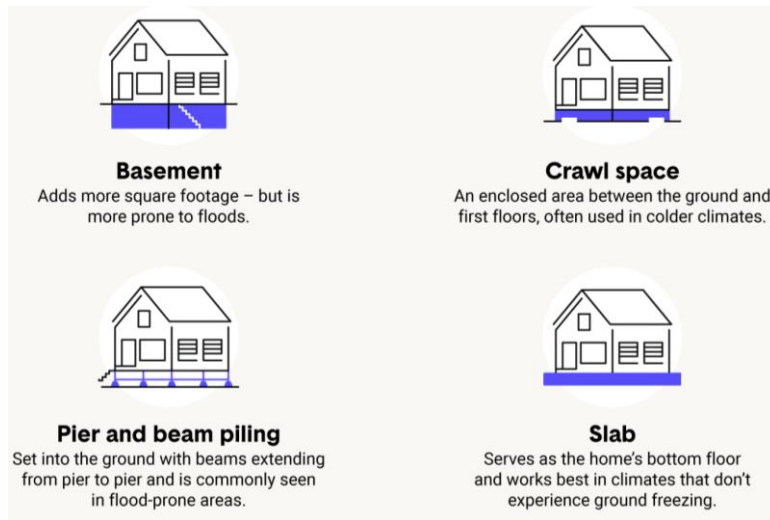 Basement
Adds more square footage – but is
more prone to floods.
Crawl space
An enclosed area between the ground and
first floors, often used in colder climates.
Pier and beam piling
Set into the ground with beams extending
from pier to pier and is commonly seen
in flood-prone areas.
Slab
Serves as the home’s bottom floor
and works best in climates that don’t
experience ground freezing.